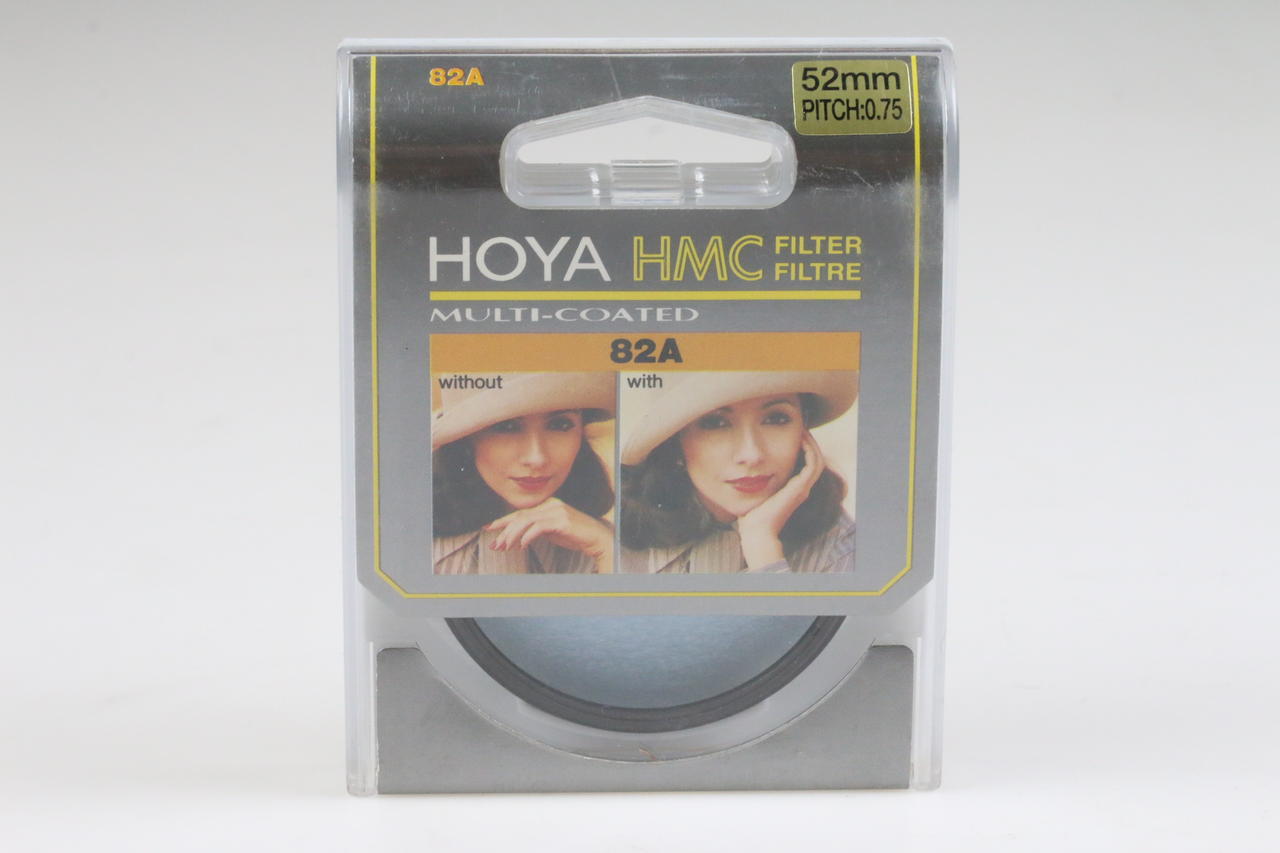 82A
52mm
PITCH:0.75
HOYA HMC FILTER
FILTRE
MULTI-COATED
82A
without
with